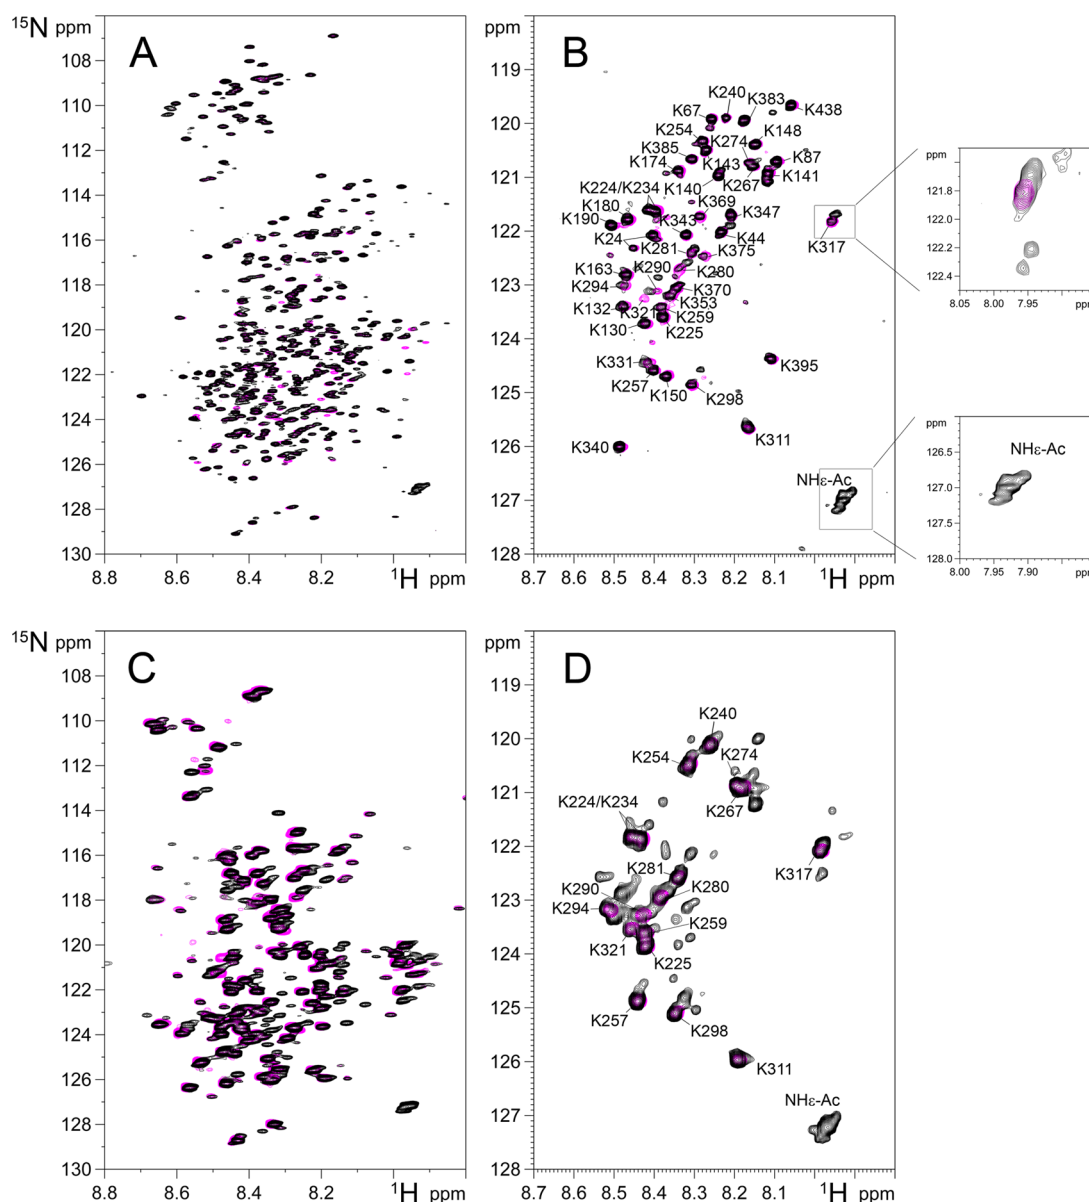 15N ppm
A
108
110
112
114
116
118
120
122
124
126
128
130
8.8 8.6 8.4 8.2 1H ppm
ppm
B
119
120
121
122
123
124
125
126
127
128
8.7 8.6 8.5 8.4 8.3 8.2 8.1 1H ppm
K67
K240
K383
K438
K254
K274
K148
K385
K143
K87
K174
K267
K141
K140
K224/K234
K369
K180
K343
K347
K190
K317
K24
K44
K281
K375
K290
K163
K280
K294
K370
K321
K353
K132
K259
K130
K225
K331
K395
K257
K150
K298
K311
K340
NHε-Ac
ppm
121.8
122.0
122.2
122.4
8.05 8.00 7.95 ppm
ppm
126.5
127.0
127.5
128.0
NHε-Ac
8.00 7.95 7.90 ppm
15N ppm
C
108
110
112
114
116
118
120
122
124
126
128
130
8.8 8.6 8.4 8.2 1H ppm
ppm
D
119
120
121
122
123
124
125
126
127
128
8.7 8.6 8.5 8.4 8.3 8.2 8.1 1H ppm
K240
K254
K274
K267
K224/K234
K317
K281
K290
K280
K294
K259
K321
K225
K257
K298
K311
NHε-Ac